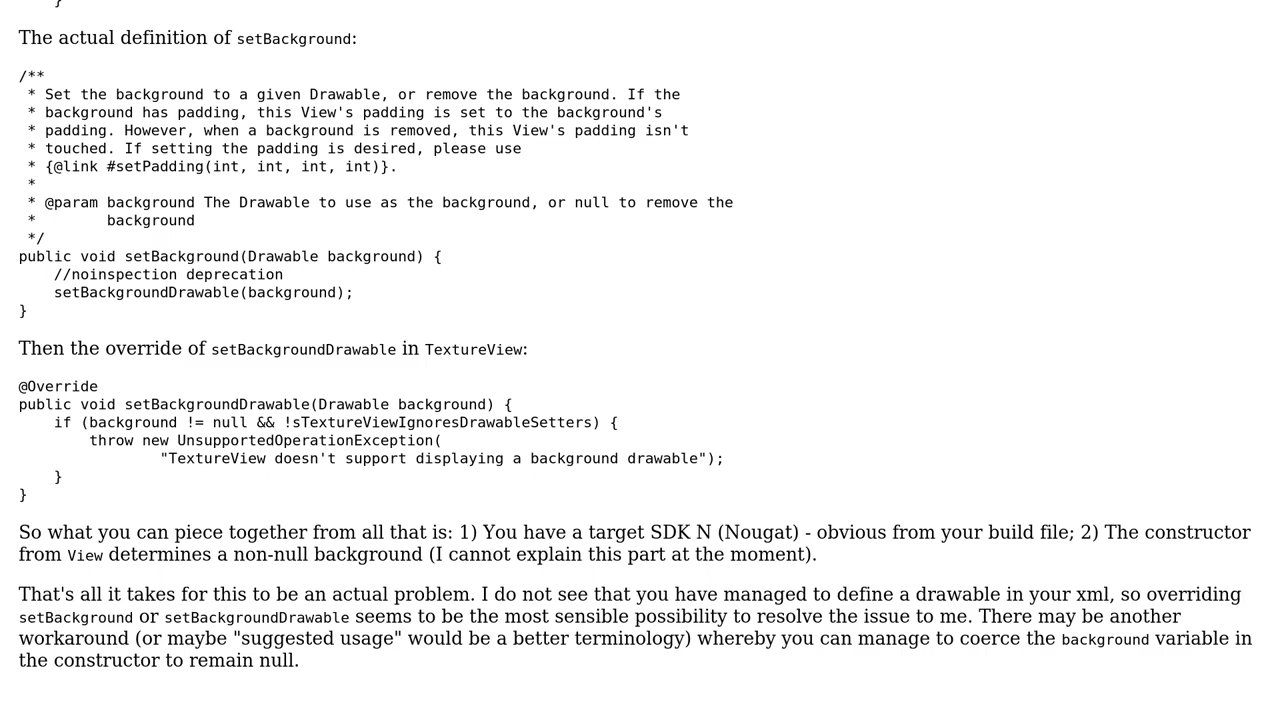 }
The actual definition of setBackground:
/**
 * Set the background to a given Drawable, or remove the background. If the
 * background has padding, this View's padding is set to the background's
 * padding. However, when a background is removed, this View's padding isn't
 * touched. If setting the padding is desired, please use
 * {@link #setPadding(int, int, int, int)}.
 *
 * @param background The Drawable to use as the background, or null to remove the
 *        background
 */
public void setBackground(Drawable background) {
    //noinspection deprecation
    setBackgroundDrawable(background);
}
Then the override of setBackgroundDrawable in TextureView:
@Override
public void setBackgroundDrawable(Drawable background) {
    if (background != null && !sTextureViewIgnoresDrawableSetters) {
        throw new UnsupportedOperationException(
                "TextureView doesn't support displaying a background drawable");
    }
}
So what you can piece together from all that is: 1) You have a target SDK N (Nougat) - obvious from your build file; 2) The constructor
from View determines a non-null background (I cannot explain this part at the moment).
That's all it takes for this to be an actual problem. I do not see that you have managed to define a drawable in your xml, so overriding
setBackground or setBackgroundDrawable seems to be the most sensible possibility to resolve the issue to me. There may be another
workaround (or maybe "suggested usage" would be a better terminology) whereby you can manage to coerce the background variable in
the constructor to remain null.